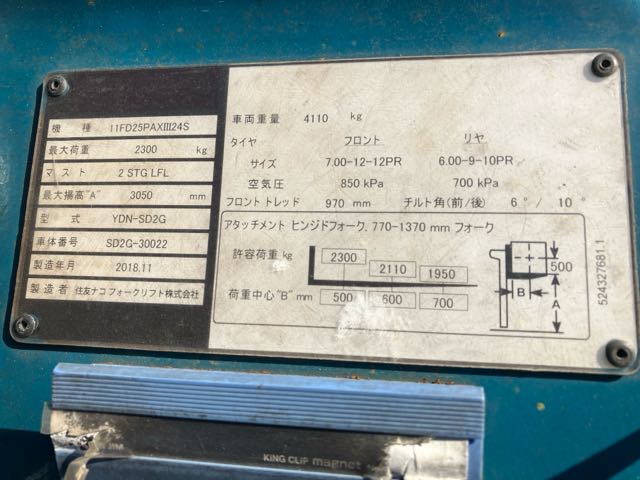 機 種 11FD25PAXⅢ24S
最大荷重 2300 kg
マスト 2 STG LFL
最大揚高"A" 3050 mm
型 式 YDN-SD2G
車体番号 SD2G-30022
製造年月 2018.11
製造者 住友ナコ フォークリフト株式会社
車両重量 4110 kg
タイヤ フロント リヤ
サイズ 7.00-12-12PR 6.00-9-10PR
空気圧 850 kPa 700 kPa
フロント トレッド 970 mm チルト角(前/後) 6° / 10°
アタッチメント ヒンジドフォーク, 770-1370 mm フォーク
許容荷重 kg 2300 2110 1950
荷重中心"B" mm 500 600 700
500
B
A
524327681.1
KING CLIP magnet